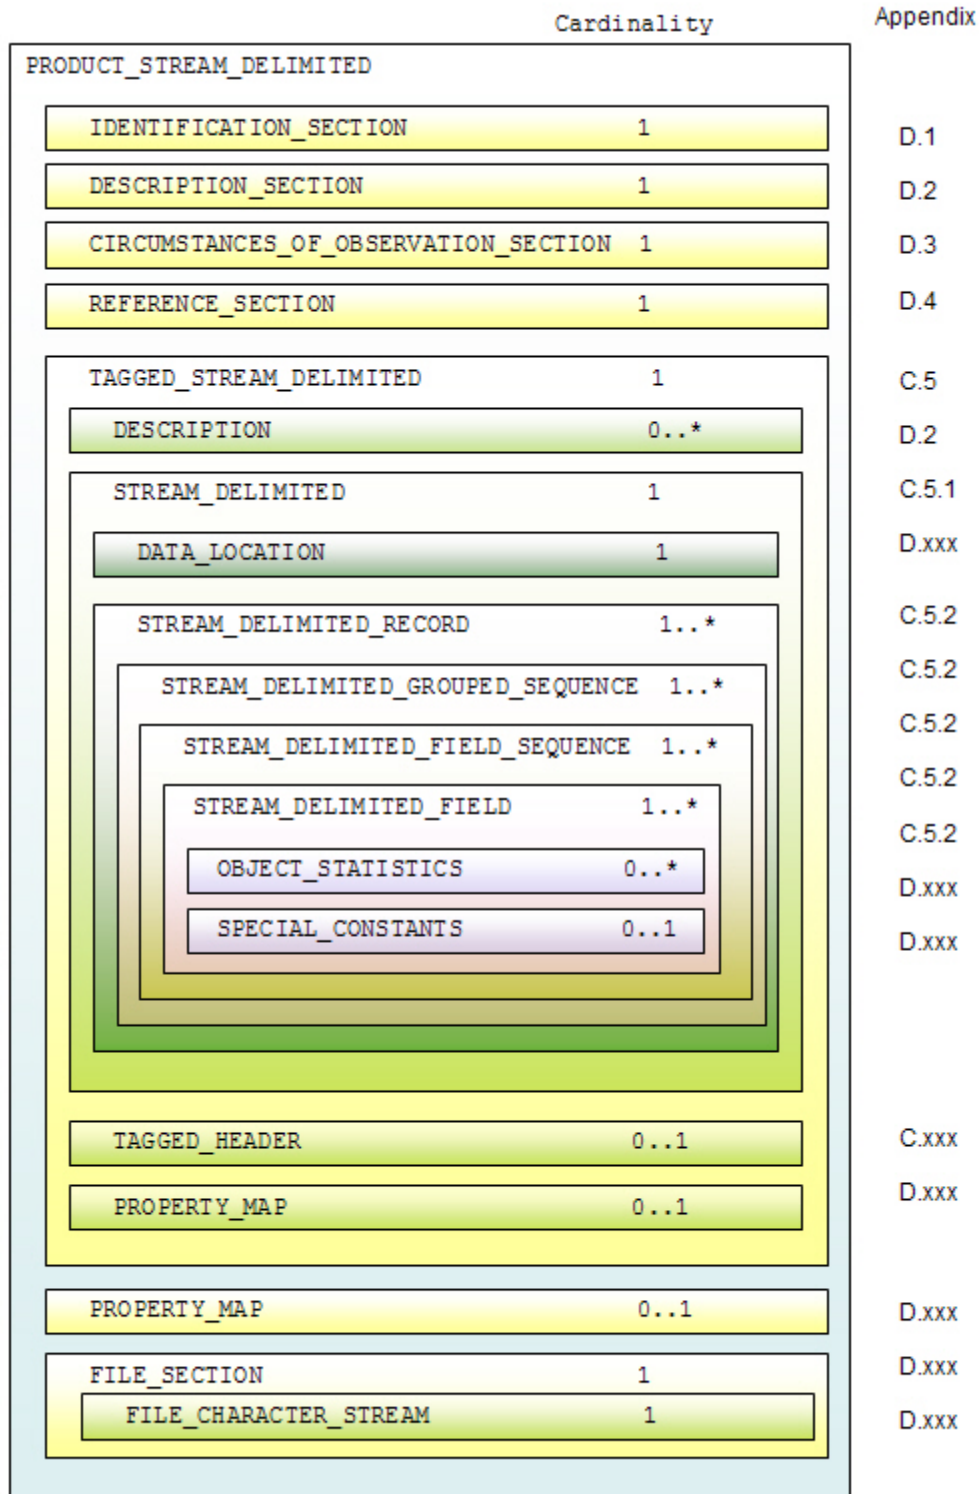 Cardinality Appendix
PRODUCT_STREAM_DELIMITED
IDENTIFICATION_SECTION 1 D.1
DESCRIPTION_SECTION 1 D.2
CIRCUMSTANCES_OF_OBSERVATION_SECTION 1 D.3
REFERENCE_SECTION 1 D.4
TAGGED_STREAM_DELIMITED 1 C.5
DESCRIPTION 0..* D.2
STREAM_DELIMITED 1 C.5.1
DATA_LOCATION 1 D.xxx
STREAM_DELIMITED_RECORD 1..* C.5.2
STREAM_DELIMITED_GROUPED_SEQUENCE 1..* C.5.2
STREAM_DELIMITED_FIELD_SEQUENCE 1..* C.5.2
STREAM_DELIMITED_FIELD 1..* C.5.2
C.5.2
OBJECT_STATISTICS 0..* D.xxx
SPECIAL_CONSTANTS 0..1 D.xxx
TAGGED_HEADER 0..1 C.xxx
PROPERTY_MAP 0..1 D.xxx
PROPERTY_MAP 0..1 D.xxx
FILE_SECTION 1 D.xxx
FILE_CHARACTER_STREAM 1 D.xxx